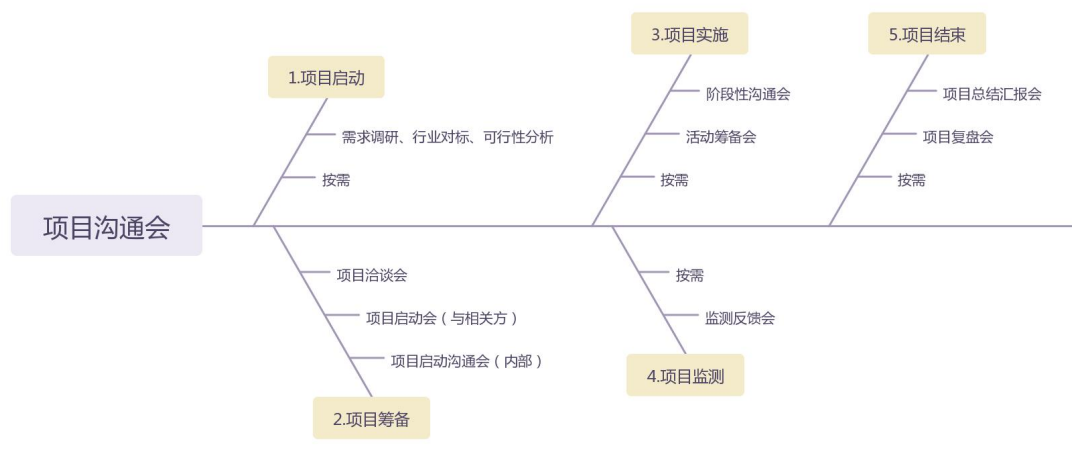 项目沟通会
1.项目启动
需求调研、行业对标、可行性分析
按需
2.项目筹备
项目洽谈会
项目启动会（与相关方）
项目启动沟通会（内部）
3.项目实施
阶段性沟通会
活动筹备会
按需
4.项目监测
按需
监测反馈会
5.项目结束
项目总结汇报会
项目复盘会
按需